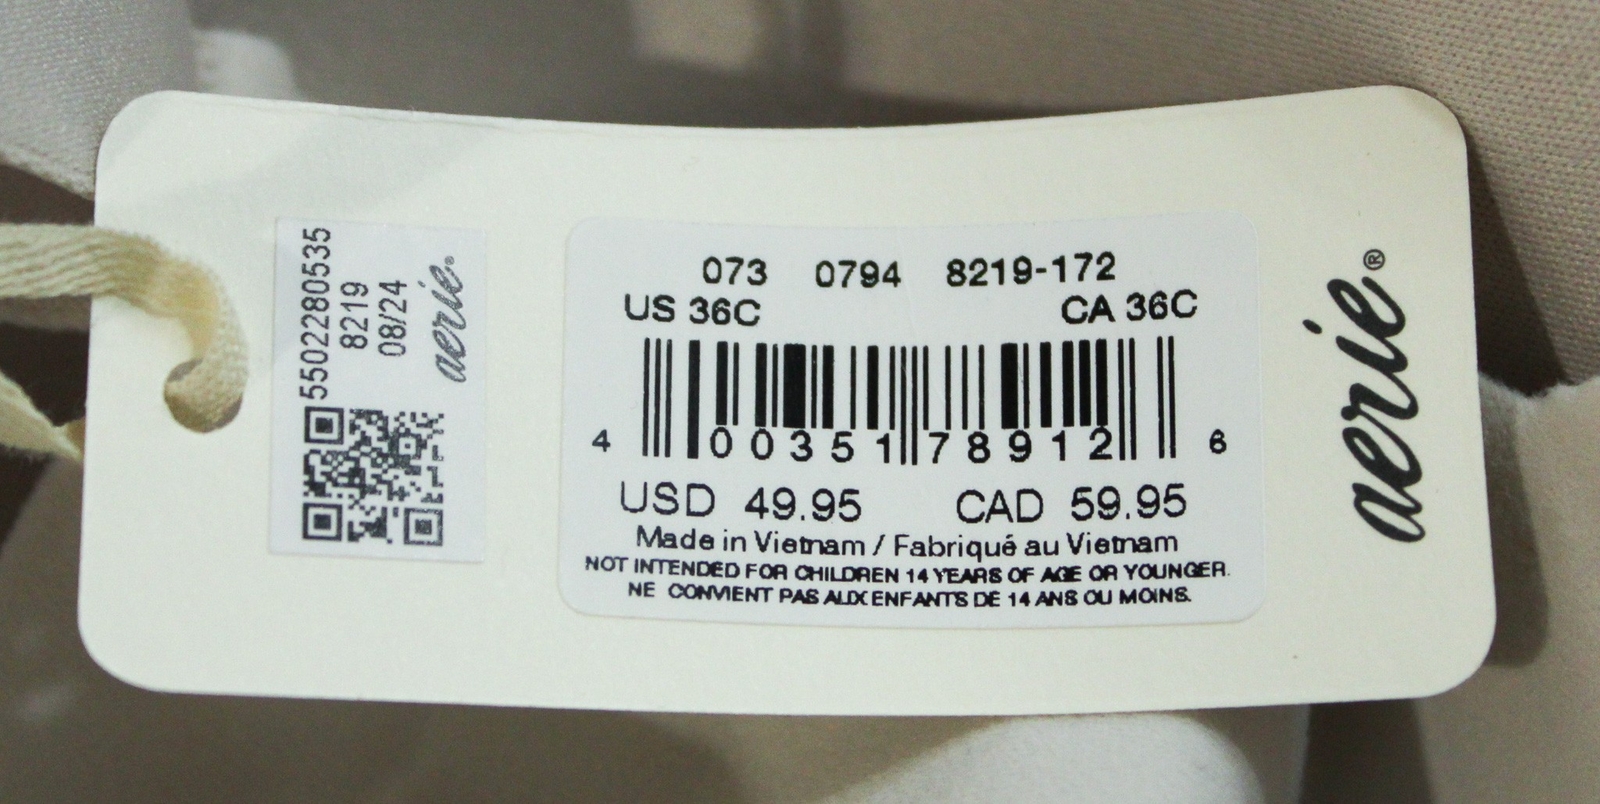 5502280535
8219
08/24
aerie®
073 0794 8219-172
US 36C CA 36C
4 00351 78912 6
USD 49.95 CAD 59.95
Made in Vietnam / Fabriqué au Vietnam
NOT INTENDED FOR CHILDREN 14 YEARS OF AGE OR YOUNGER.
NE CONVIENT PAS AUX ENFANTS DE 14 ANS OU MOINS.
aerie®